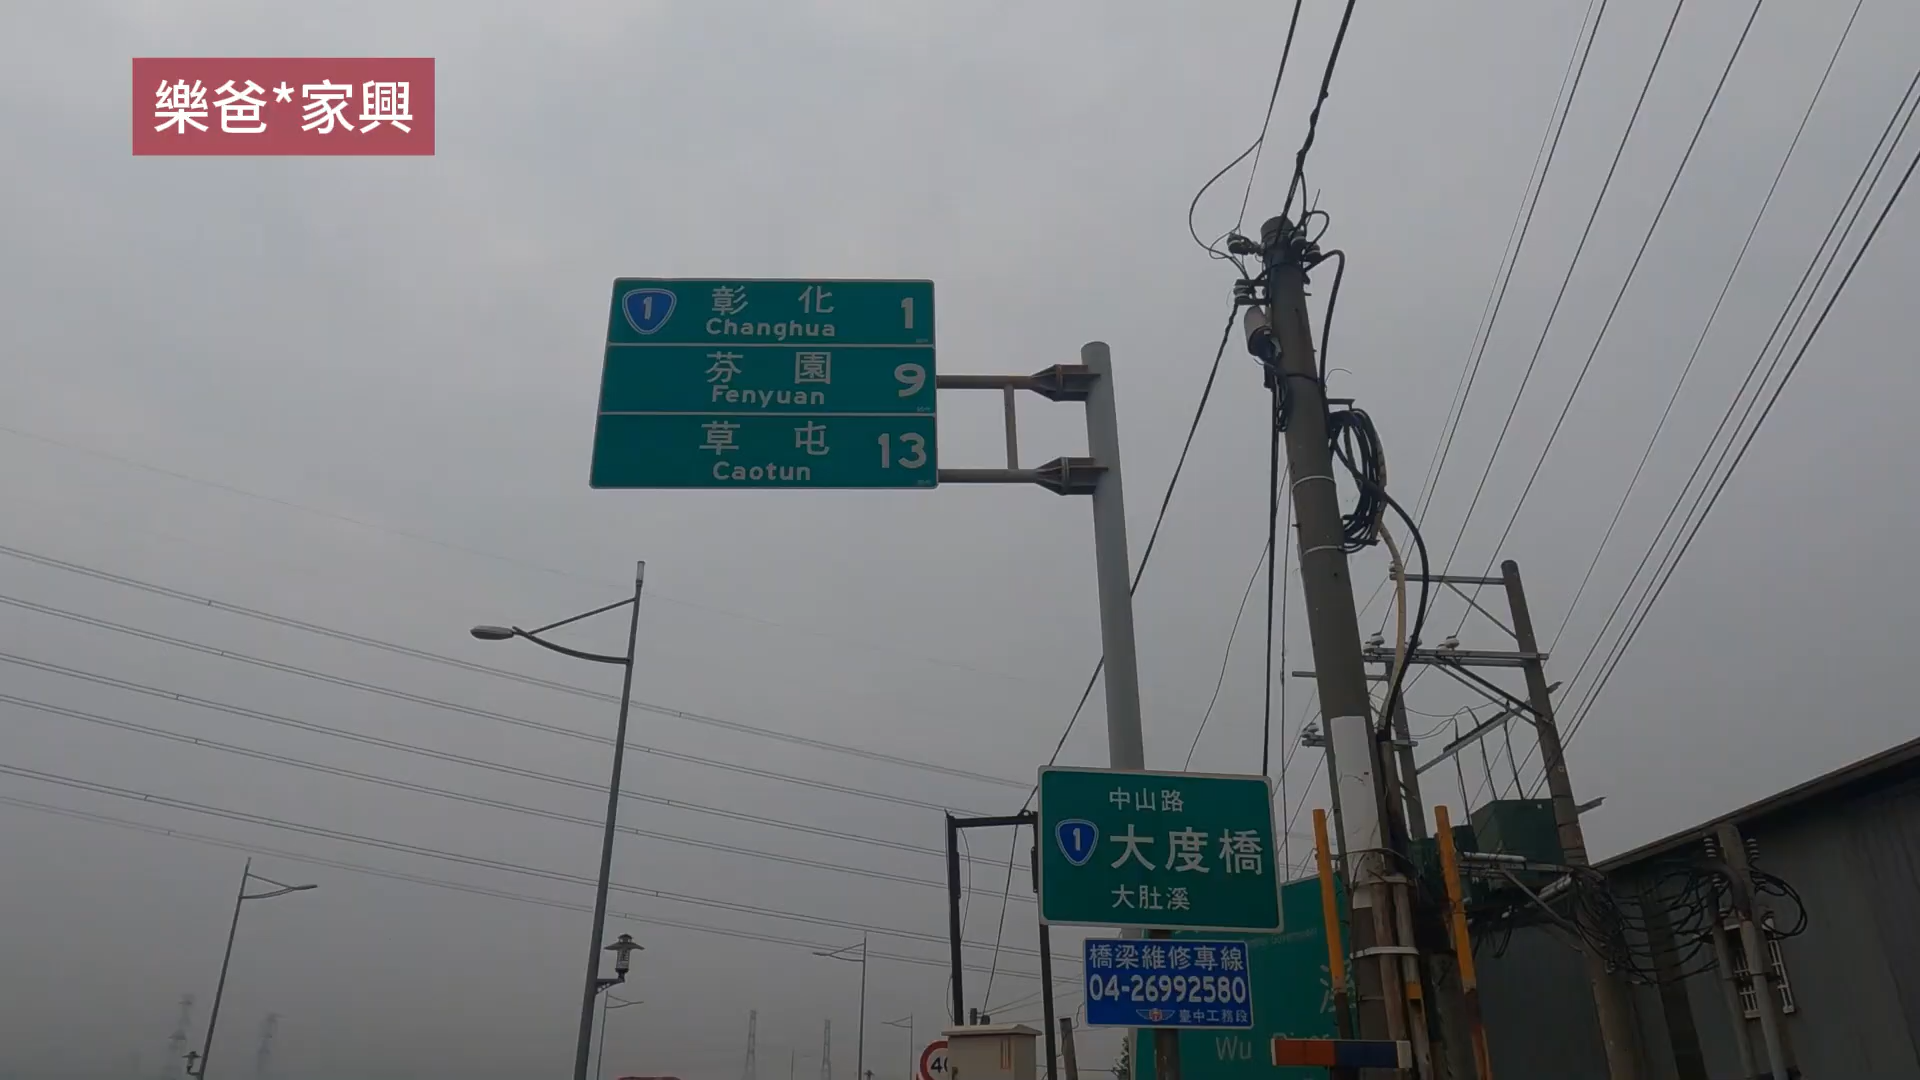 樂爸*家興
1 彰化 1
Changhua
芬園 9
Fenyuan
草屯 13
Caotun
中山路
1 大度橋
大肚溪
橋梁維修專線
04-26992580
臺中工務段
Wu River
40